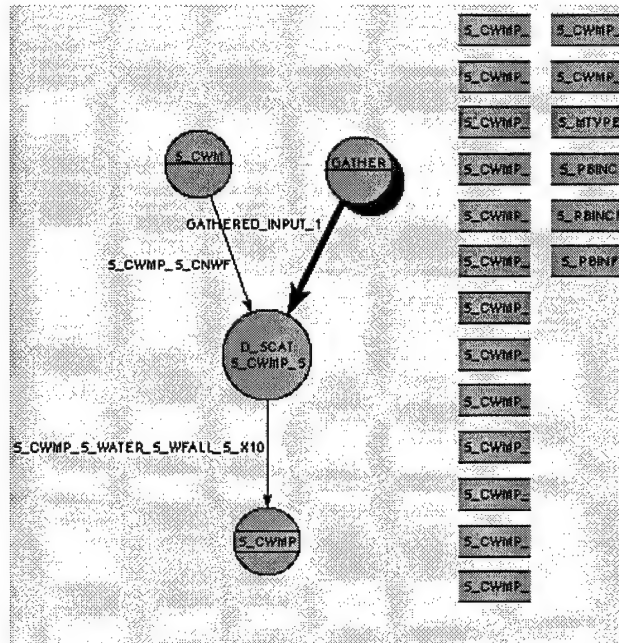 S_CWMP_ S_CWMP_
S_CWMP_ S_CWMP_
S_CWMP_ S_MTYPE
S_CWM GATHER
S_CWMP_ S_PBINC
GATHERED_INPUT_1
S_CWMP_ S_PBINC
S_CWMP_S_CNWF
S_CWMP_ S_PBINF
S_CWMP_
D_SCAT
S_CWMP_S
S_CWMP_
S_CWMP_
S_CWMP_S_WATER_S_WFALL_S_X10
S_CWMP_
S_CWMP_
S_CWMP
S_CWMP_
S_CWMP_